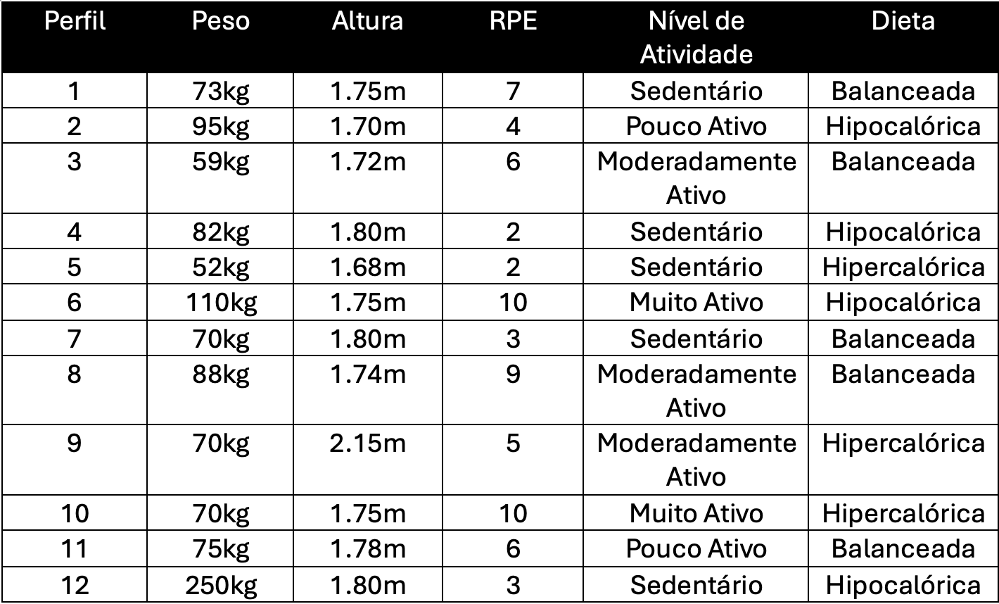 Perfil Peso Altura RPE Nível de Atividade Dieta
1 73kg 1.75m 7 Sedentário Balanceada
2 95kg 1.70m 4 Pouco Ativo Hipocalórica
3 59kg 1.72m 6 Moderadamente Ativo Balanceada
4 82kg 1.80m 2 Sedentário Hipocalórica
5 52kg 1.68m 2 Sedentário Hipercalórica
6 110kg 1.75m 10 Muito Ativo Hipocalórica
7 70kg 1.80m 3 Sedentário Balanceada
8 88kg 1.74m 9 Moderadamente Ativo Balanceada
9 70kg 2.15m 5 Moderadamente Ativo Hipercalórica
10 70kg 1.75m 10 Muito Ativo Hipercalórica
11 75kg 1.78m 6 Pouco Ativo Balanceada
12 250kg 1.80m 3 Sedentário Hipocalórica